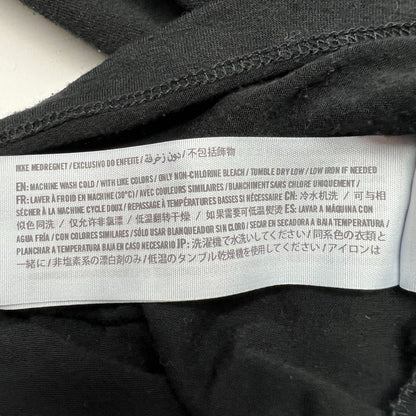 IKKE MEDREGNET / EXCLUSIVO DO ENFEITE / دون زخرفة / 不包括饰物
EN: MACHINE WASH COLD / WITH LIKE COLORS / ONLY NON-CHLORINE BLEACH / TUMBLE DRY LOW / LOW IRON IF NEEDED
FR: LAVER À FROID EN MACHINE (30°C) / AVEC COULEURS SIMILAIRES / BLANCHIMENT SANS CHLORE UNIQUEMENT /
SÉCHER À LA MACHINE CYCLE DOUX / REPASSAGE À TEMPÉRATURES BASSES SI NÉCESSAIRE CN: 冷水机洗 / 可与相
似色同洗 / 仅允许非氯漂 / 低温翻转干燥 / 如果需要可低温熨烫 ES: LAVAR A MÁQUINA CON
AGUA FRÍA / CON COLORES SIMILARES / SÓLO USAR BLANQUEADOR SIN CLORO / SECAR EN SECADORA A BAJA TEMPERATURA /
PLANCHAR A TEMPERATURA BAJA EN CASO NECESARIO JP: 洗濯機で水洗いしてください / 同系色の衣類と
一緒に / 非塩素系の漂白剤のみ / 低温のタンブル乾燥機を使用してください / アイロンは